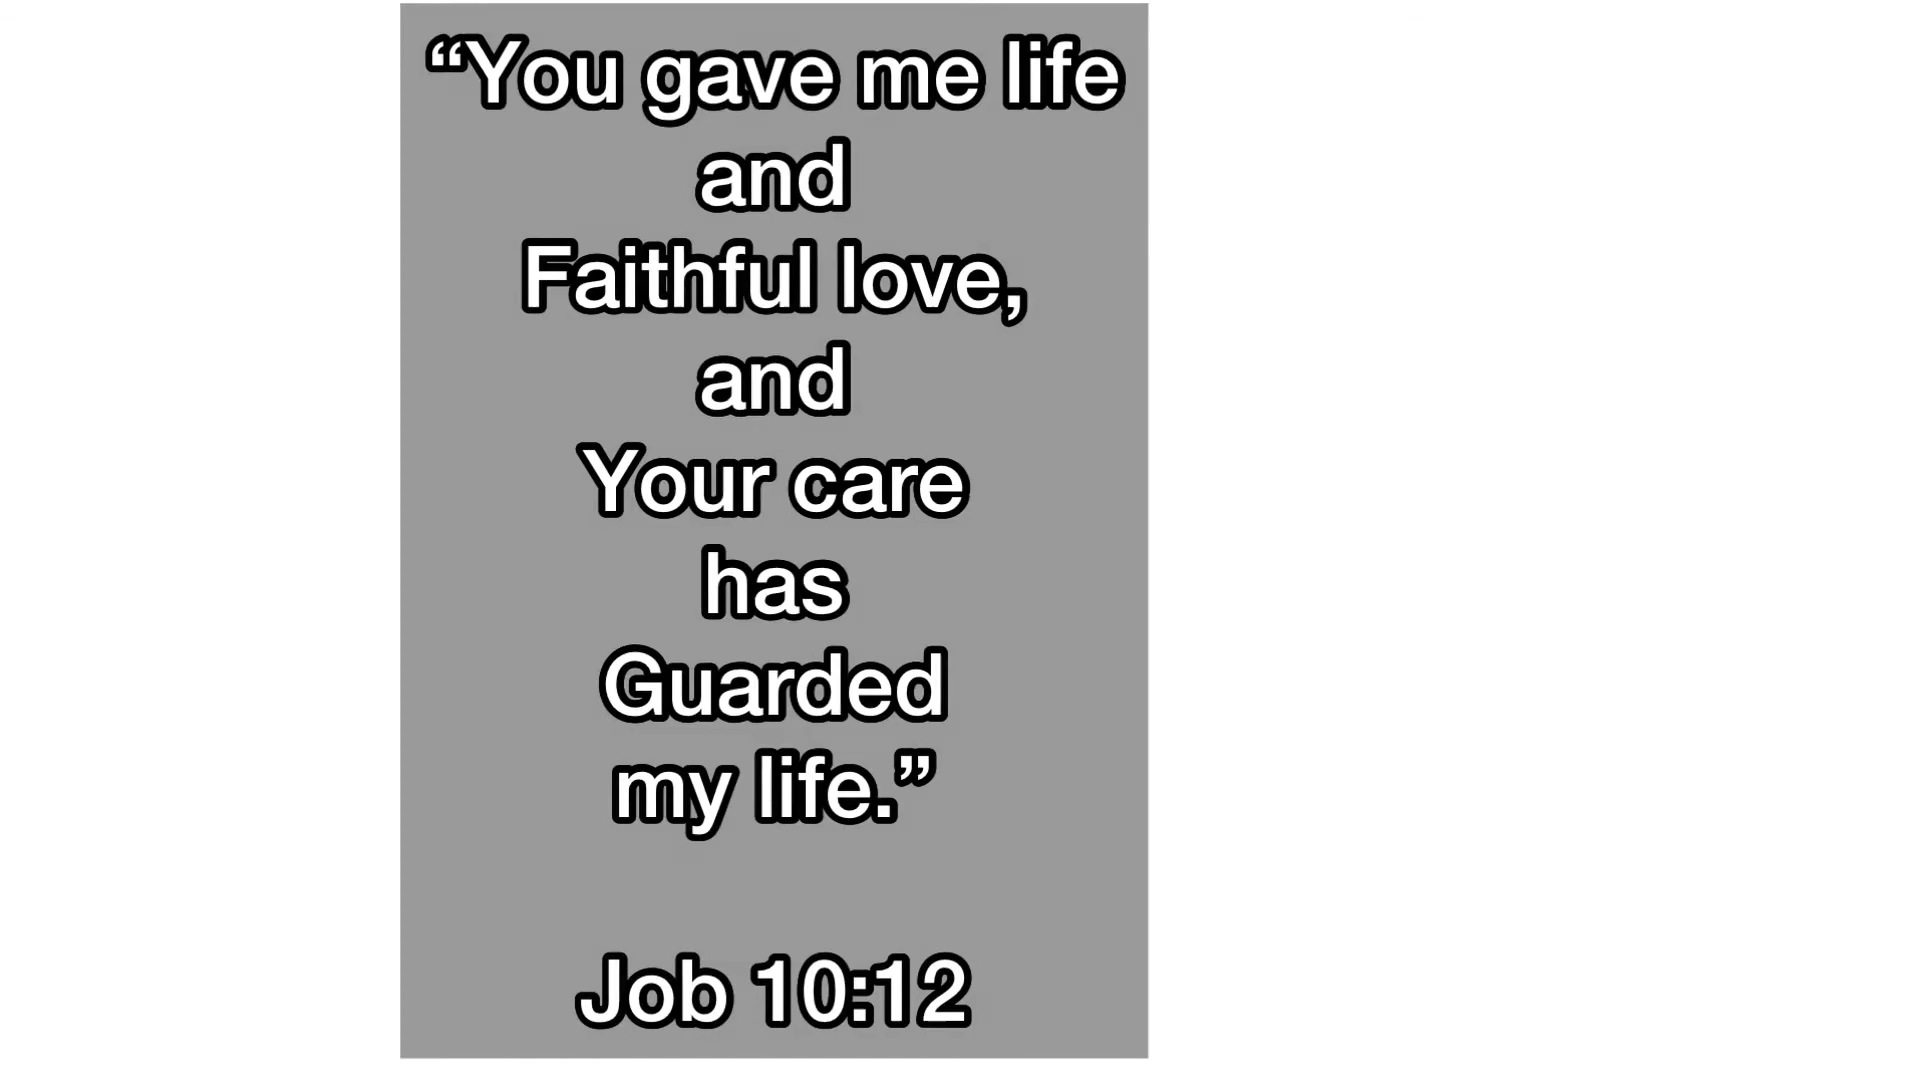 “You gave me life
and
Faithful love,
and
Your care
has
Guarded
my life.”
Job 10:12